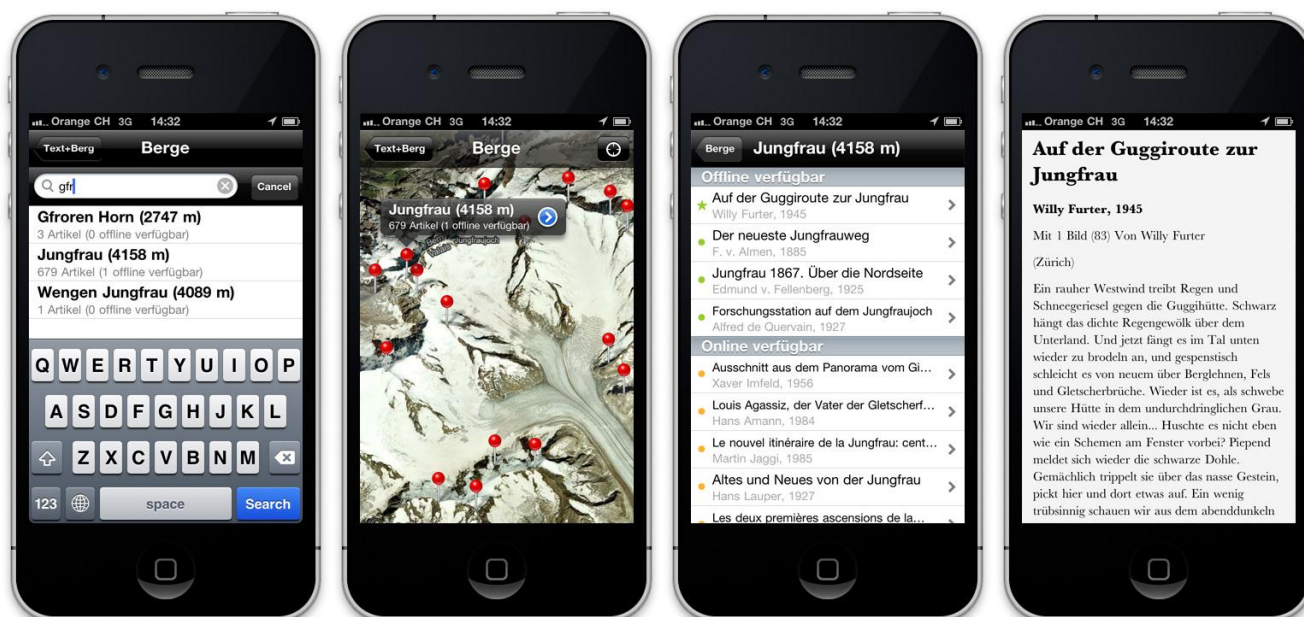 Orange CH 3G 14:32
Text+Berg Berge
gfr Cancel
Gfroren Horn (2747 m)
3 Artikel (0 offline verfügbar)
Jungfrau (4158 m)
679 Artikel (1 offline verfügbar)
Wengen Jungfrau (4089 m)
1 Artikel (0 offline verfügbar)
Q W E R T Y U I O P
A S D F G H J K L
Z X C V B N M
123 space Search
Orange CH 3G 14:32
Text+Berg Berge
Jungfrau (4158 m)
679 Artikel (1 offline verfügbar)
Jungfraujoch
Orange CH 3G 14:32
Berge Jungfrau (4158 m)
Offline verfügbar
Auf der Guggiroute zur Jungfrau
Willy Furter, 1945
Der neueste Jungfrauweg
F. v. Almen, 1885
Jungfrau 1867. Über die Nordseite
Edmund v. Fellenberg, 1925
Forschungsstation auf dem Jungfraujoch
Alfred de Quervain, 1927
Online verfügbar
Ausschnitt aus dem Panorama vom Gi...
Xaver Imfeld, 1956
Louis Agassiz, der Vater der Gletscherf...
Hans Amann, 1984
Le nouvel itinéraire de la Jungfrau: cent...
Martin Jaggi, 1985
Altes und Neues von der Jungfrau
Hans Lauper, 1927
Les deux premières ascensions de la...
Orange CH 3G 14:32
Auf der Guggiroute zur
Jungfrau
Willy Furter, 1945
Mit 1 Bild (83) Von Willy Furter
(Zürich)
Ein rauher Westwind treibt Regen und
Schneegeriesel gegen die Guggihütte. Schwarz
hängt das dichte Regengewölk über dem
Unterland. Und jetzt fängt es im Tal unten
wieder zu brodeln an, und gespenstisch
schleicht es von neuem über Berglehnen, Fels
und Gletscherbrüche. Wieder ist es, als schwebe
unsere Hütte in dem undurchdringlichen Grau.
Wir sind wieder allein... Huschte es nicht eben
wie ein Schemen am Fenster vorbei? Piepend
meldet sich wieder die schwarze Dohle.
Gemächlich trippelt sie über das nasse Gestein,
pickt hier und dort etwas auf. Ein wenig
trübsinnig schauen wir aus dem abenddunkeln